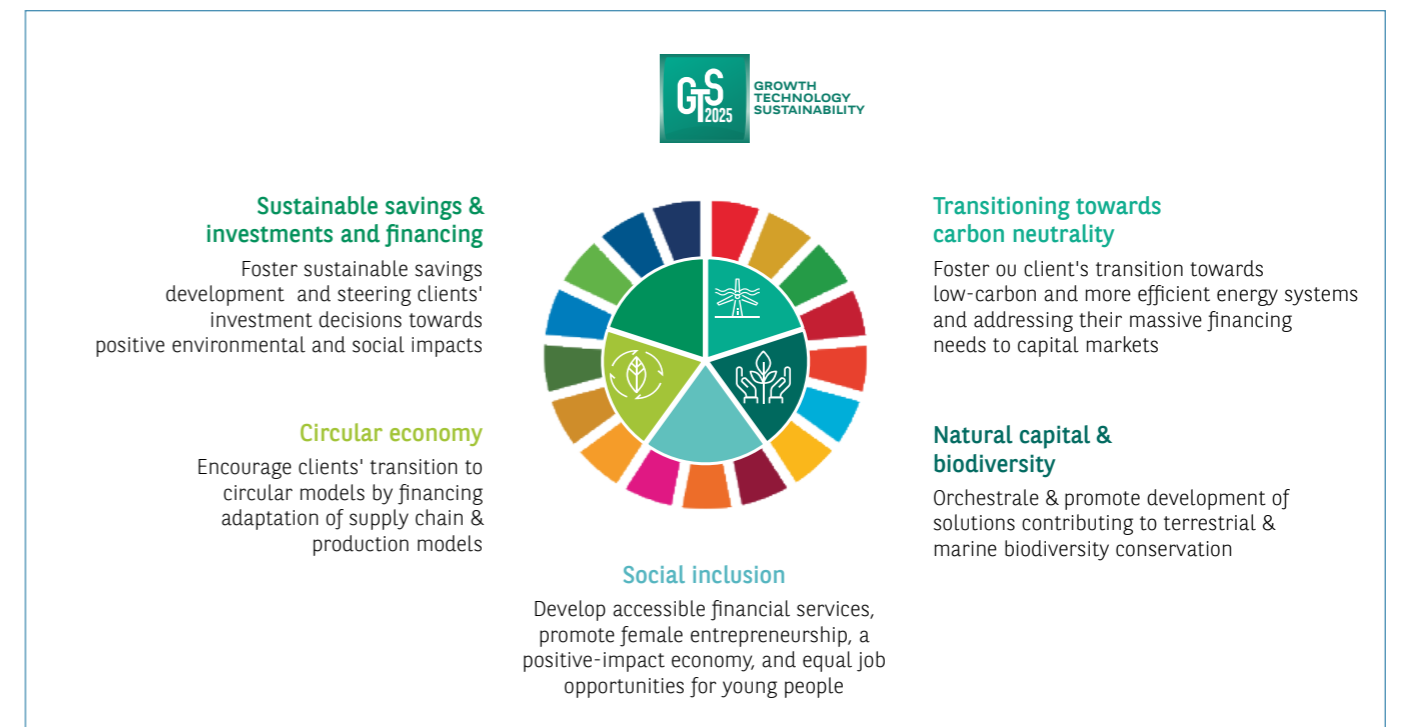 GTS
2025
GROWTH
TECHNOLOGY
SUSTAINABILITY
Sustainable savings &
investments and financing
Foster sustainable savings
development and steering clients'
investment decisions towards
positive environmental and social impacts
Transitioning towards
carbon neutrality
Foster ou client's transition towards
low-carbon and more efficient energy systems
and addressing their massive financing
needs to capital markets
Circular economy
Encourage clients' transition to
circular models by financing
adaptation of supply chain &
production models
Natural capital &
biodiversity
Orchestrale & promote development of
solutions contributing to terrestrial &
marine biodiversity conservation
Social inclusion
Develop accessible financial services,
promote female entrepreneurship, a
positive-impact economy, and equal job
opportunities for young people